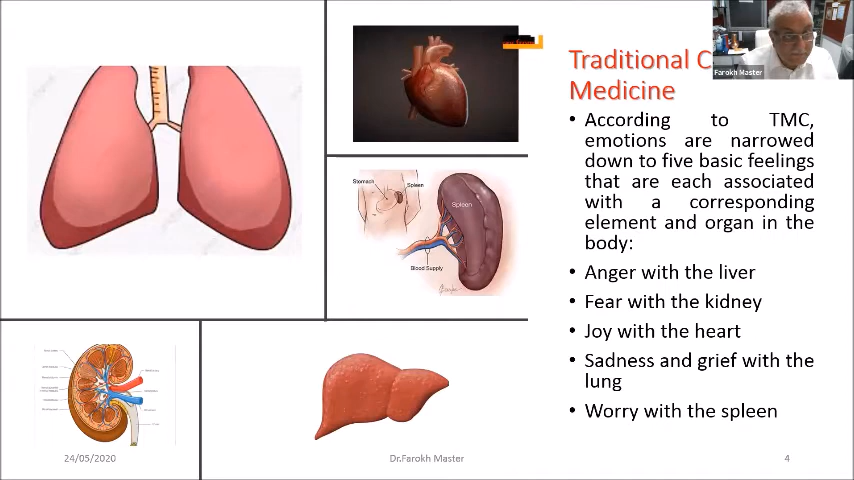 Traditional C
Medicine
Farokh Master
• According to TMC,
emotions are narrowed
down to five basic feelings
that are each associated
with a corresponding
element and organ in the
body:
• Anger with the liver
• Fear with the kidney
• Joy with the heart
• Sadness and grief with the
lung
• Worry with the spleen
Stomach
Spleen
Spleen
Blood Supply
24/05/2020
Dr.Farokh Master
4